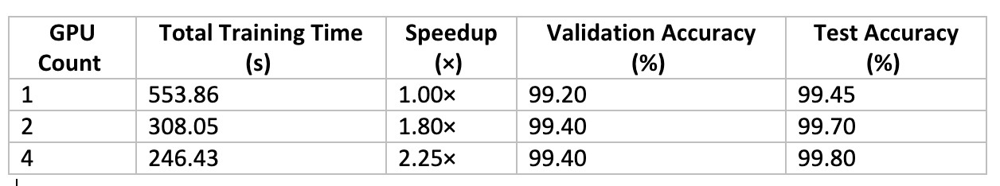 GPU Count Total Training Time (s) Speedup (×) Validation Accuracy (%) Test Accuracy (%)
1 553.86 1.00× 99.20 99.45
2 308.05 1.80× 99.40 99.70
4 246.43 2.25× 99.40 99.80